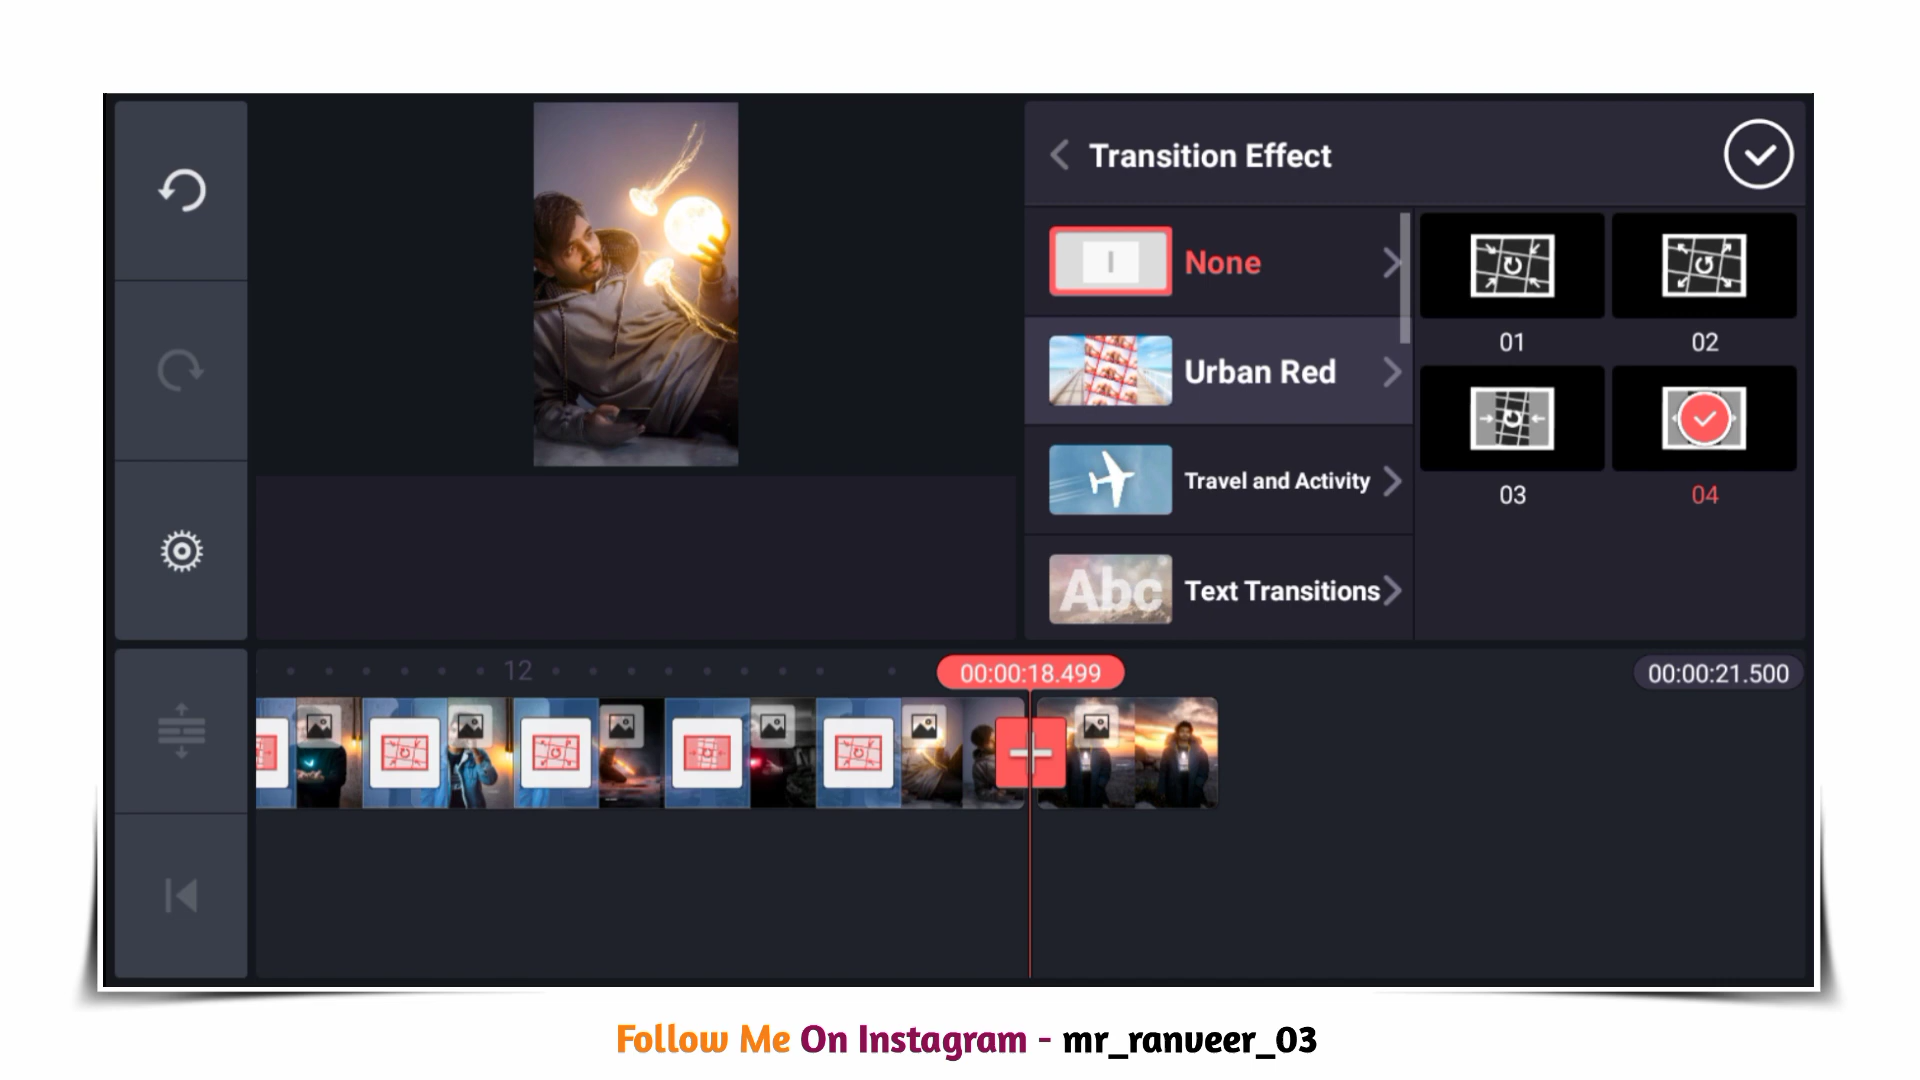 Transition Effect
None
Urban Red
Travel and Activity
Abc
Text Transitions
01
02
03
04
12
00:00:18.499
00:00:21.500
Follow Me On Instagram - mr_ranveer_03